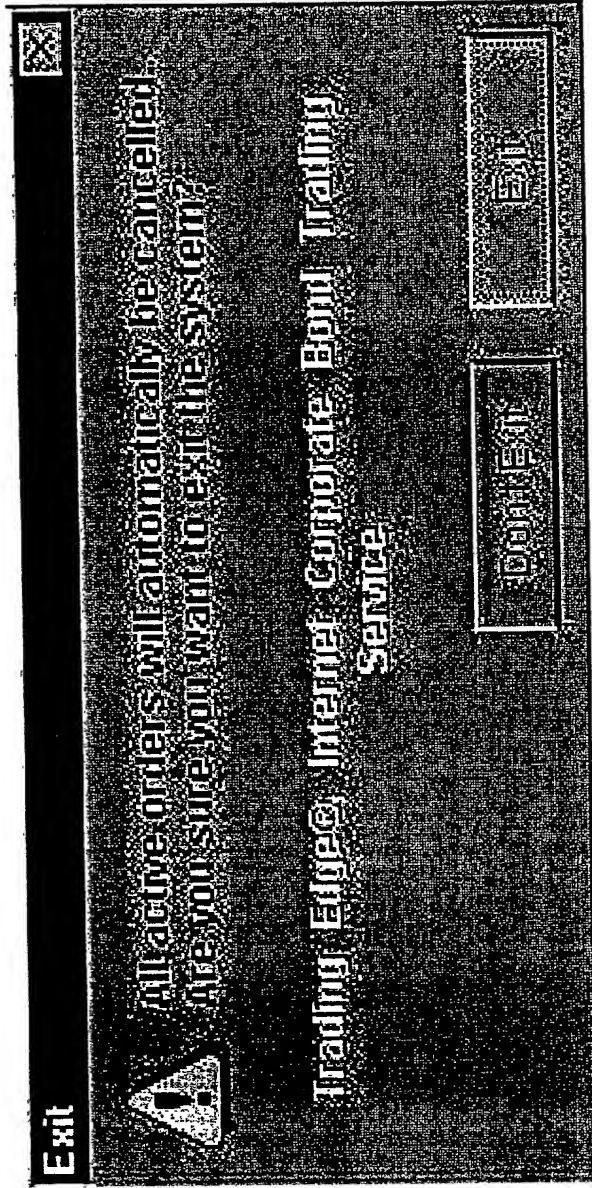 Exit
All active orders will automatically be cancelled.
Are you sure you want to exit the system?
Trading Edge® Internet Corporate Bond Trading
Service
Don't Exit
Exit